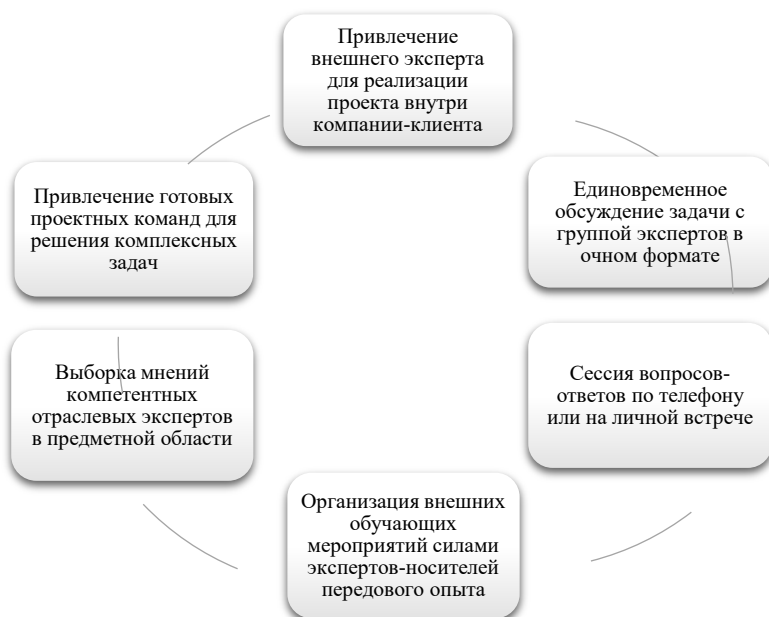 Привлечение
внешнего эксперта
для реализации
проекта внутри
компании-клиента
Единовременное
обсуждение задачи с
группой экспертов в
очном формате
Сессия вопросов-
ответов по телефону
или на личной встрече
Организация внешних
обучающих
мероприятий силами
экспертов-носителей
передового опыта
Выборка мнений
компетентных
отраслевых экспертов
в предметной области
Привлечение готовых
проектных команд для
решения комплексных
задач